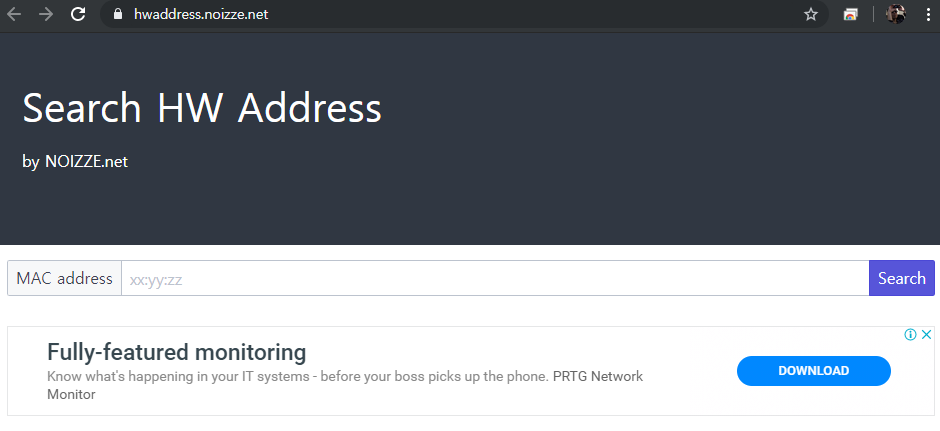 hwaddress.noizze.net
Search HW Address
by NOIZZE.net
MAC address xx:yy:zz Search
Fully-featured monitoring
Know what's happening in your IT systems - before your boss picks up the phone. PRTG Network
Monitor
DOWNLOAD